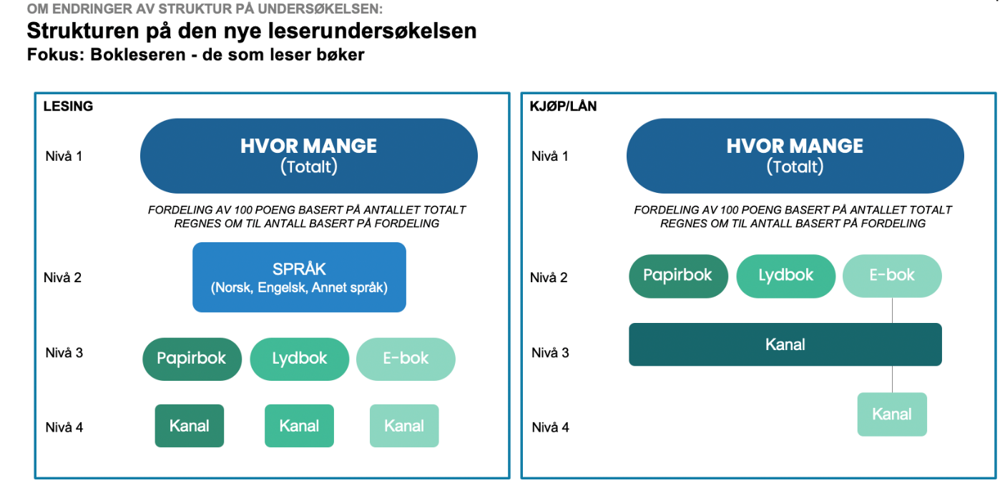 OM ENDRINGER AV STRUKTUR PÅ UNDERSØKELSEN:
Strukturen på den nye leserundersøkelsen
Fokus: Bokleseren - de som leser bøker
LESING
Nivå 1
HVOR MANGE
(Totalt)
FORDELING AV 100 POENG BASERT PÅ ANTALLET TOTALT
REGNES OM TIL ANTALL BASERT PÅ FORDELING
Nivå 2
SPRÅK
(Norsk, Engelsk, Annet språk)
Nivå 3
Papirbok
Lydbok
E-bok
Nivå 4
Kanal
Kanal
Kanal
KJØP/LÅN
Nivå 1
HVOR MANGE
(Totalt)
FORDELING AV 100 POENG BASERT PÅ ANTALLET TOTALT
REGNES OM TIL ANTALL BASERT PÅ FORDELING
Nivå 2
Papirbok
Lydbok
E-bok
Nivå 3
Kanal
Nivå 4
Kanal